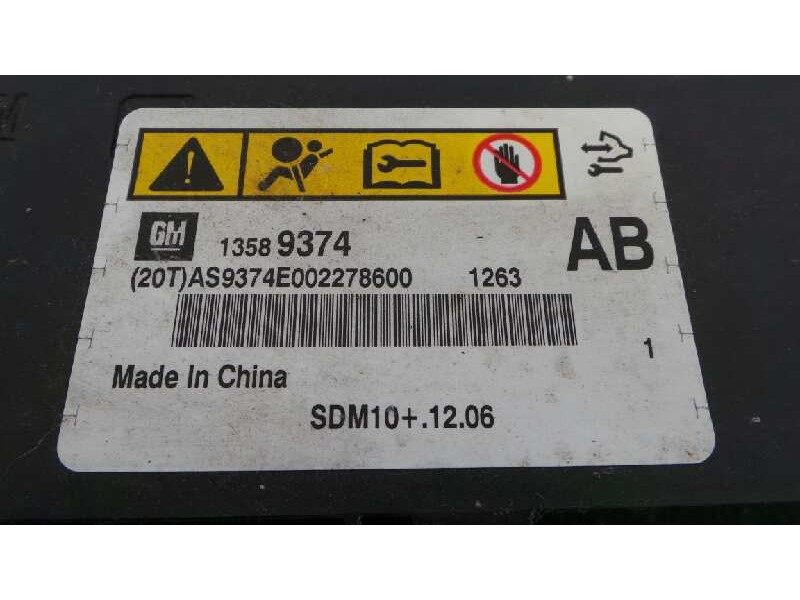 GM 1358 9374 AB
(20T)AS9374E002278600 1263
1
Made In China
SDM10+.12.06